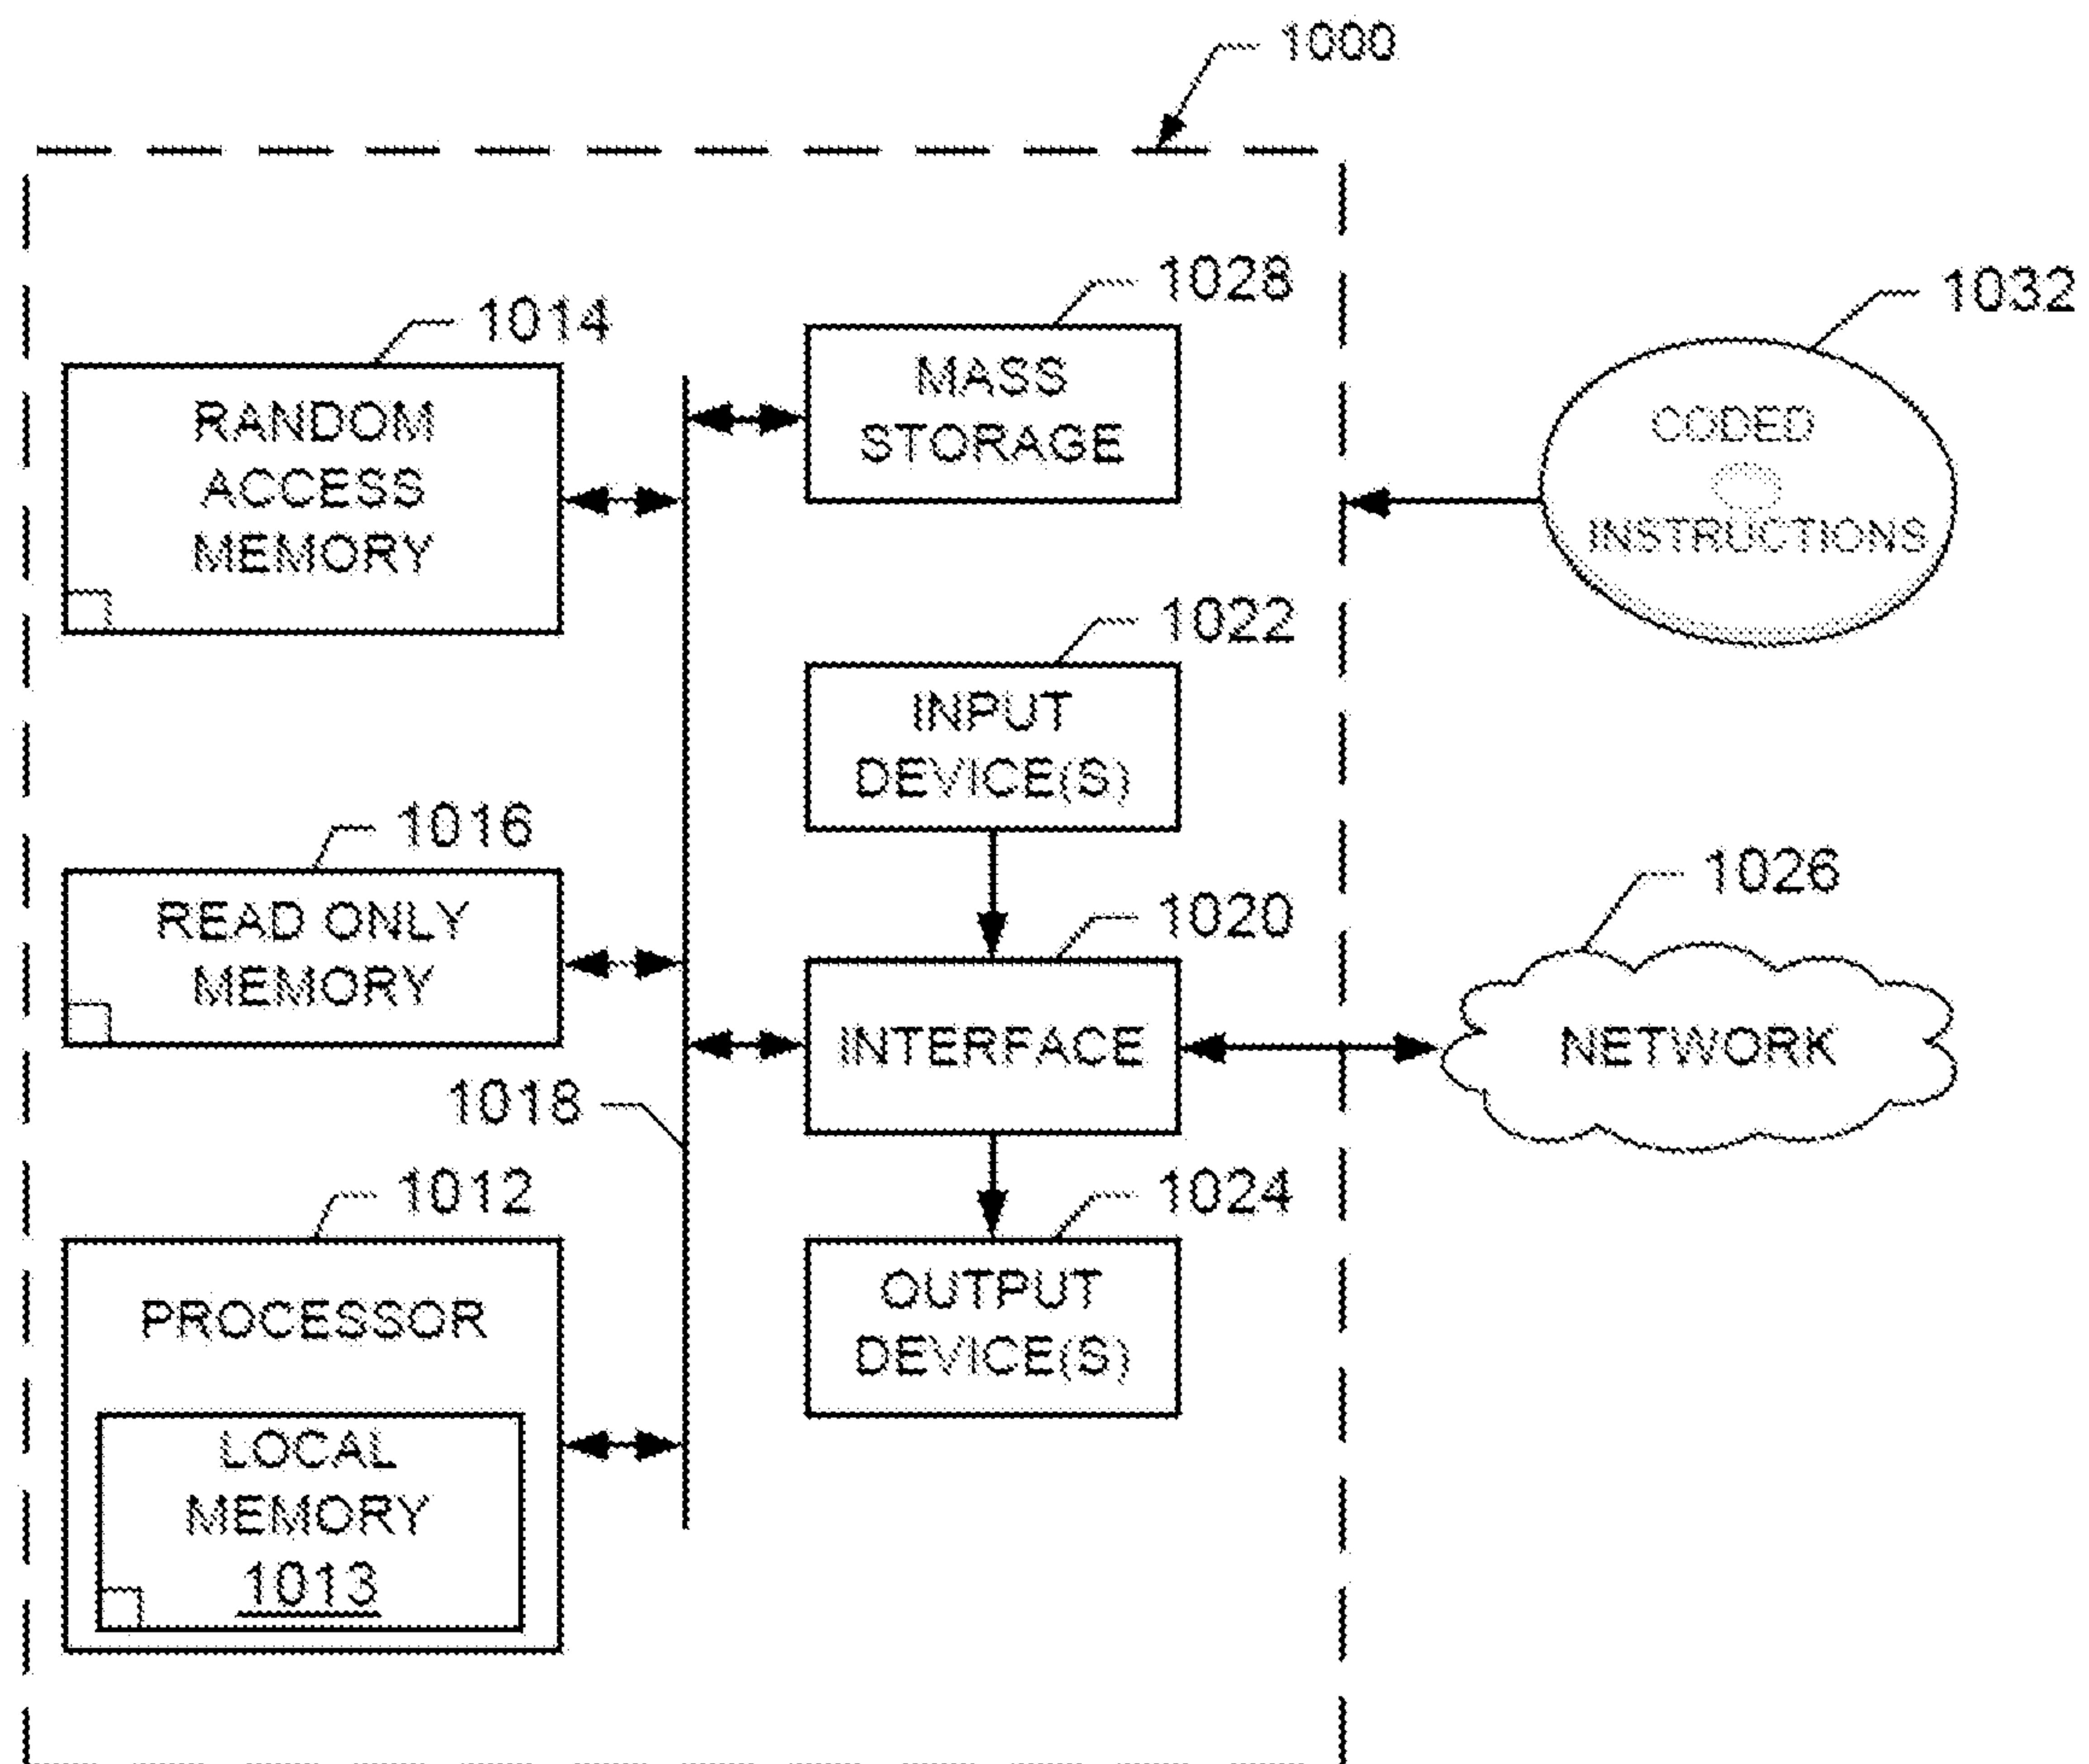 1000
1028
1032
1014
MASS
STORAGE
RANDOM
ACCESS
MEMORY
CODED
INSTRUCTIONS
1022
INPUT
DEVICE(S)
1016
1026
READ ONLY
MEMORY
1020
INTERFACE
NETWORK
1018
1012
1024
PROCESSOR
OUTPUT
DEVICE(S)
LOCAL
MEMORY
1013